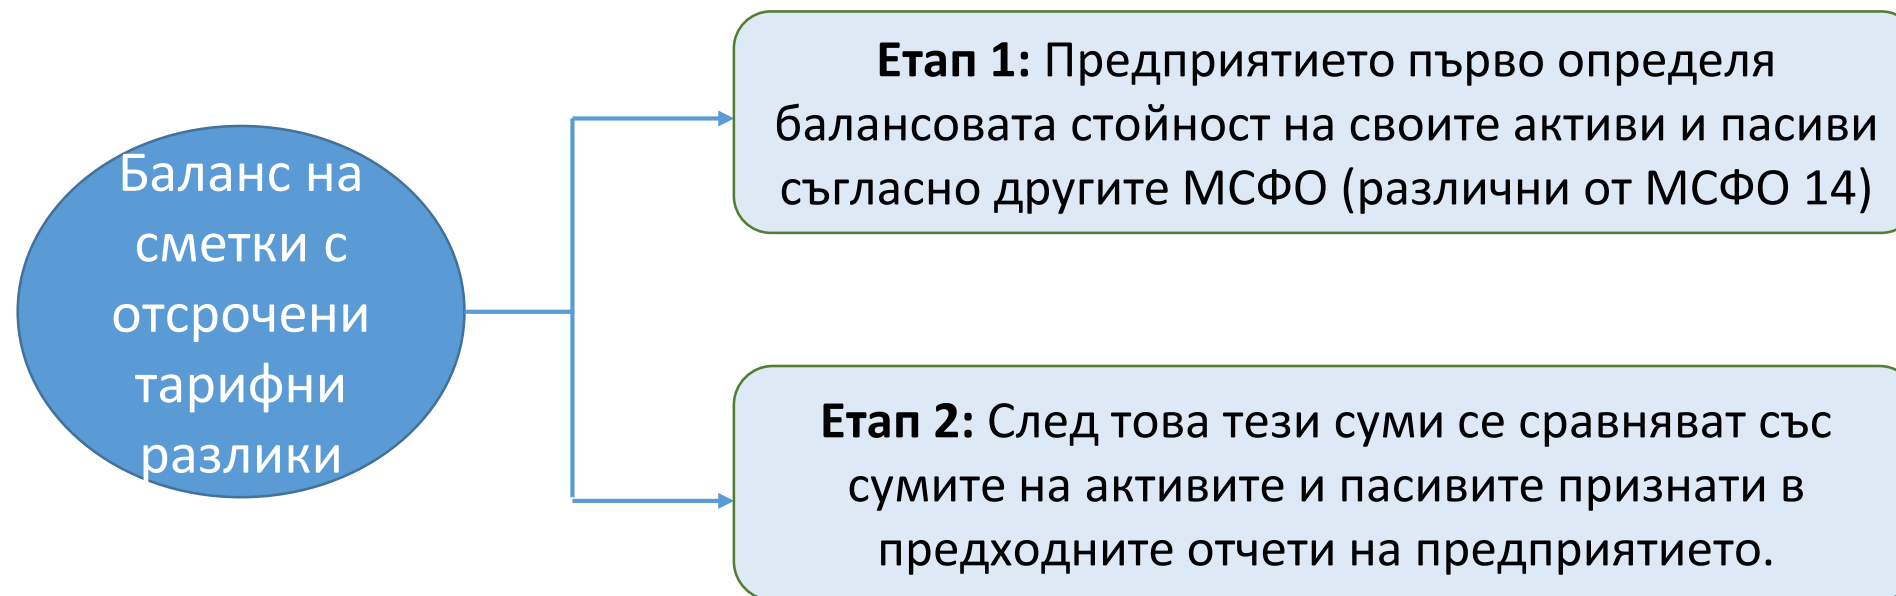 Баланс на
сметки с
отсрочени
тарифни
разлики
Етап 1: Предприятието първо определя
балансовата стойност на своите активи и пасиви
съгласно другите МСФО (различни от МСФО 14)
Етап 2: След това тези суми се сравняват със
сумите на активите и пасивите признати в
предходните отчети на предприятието.